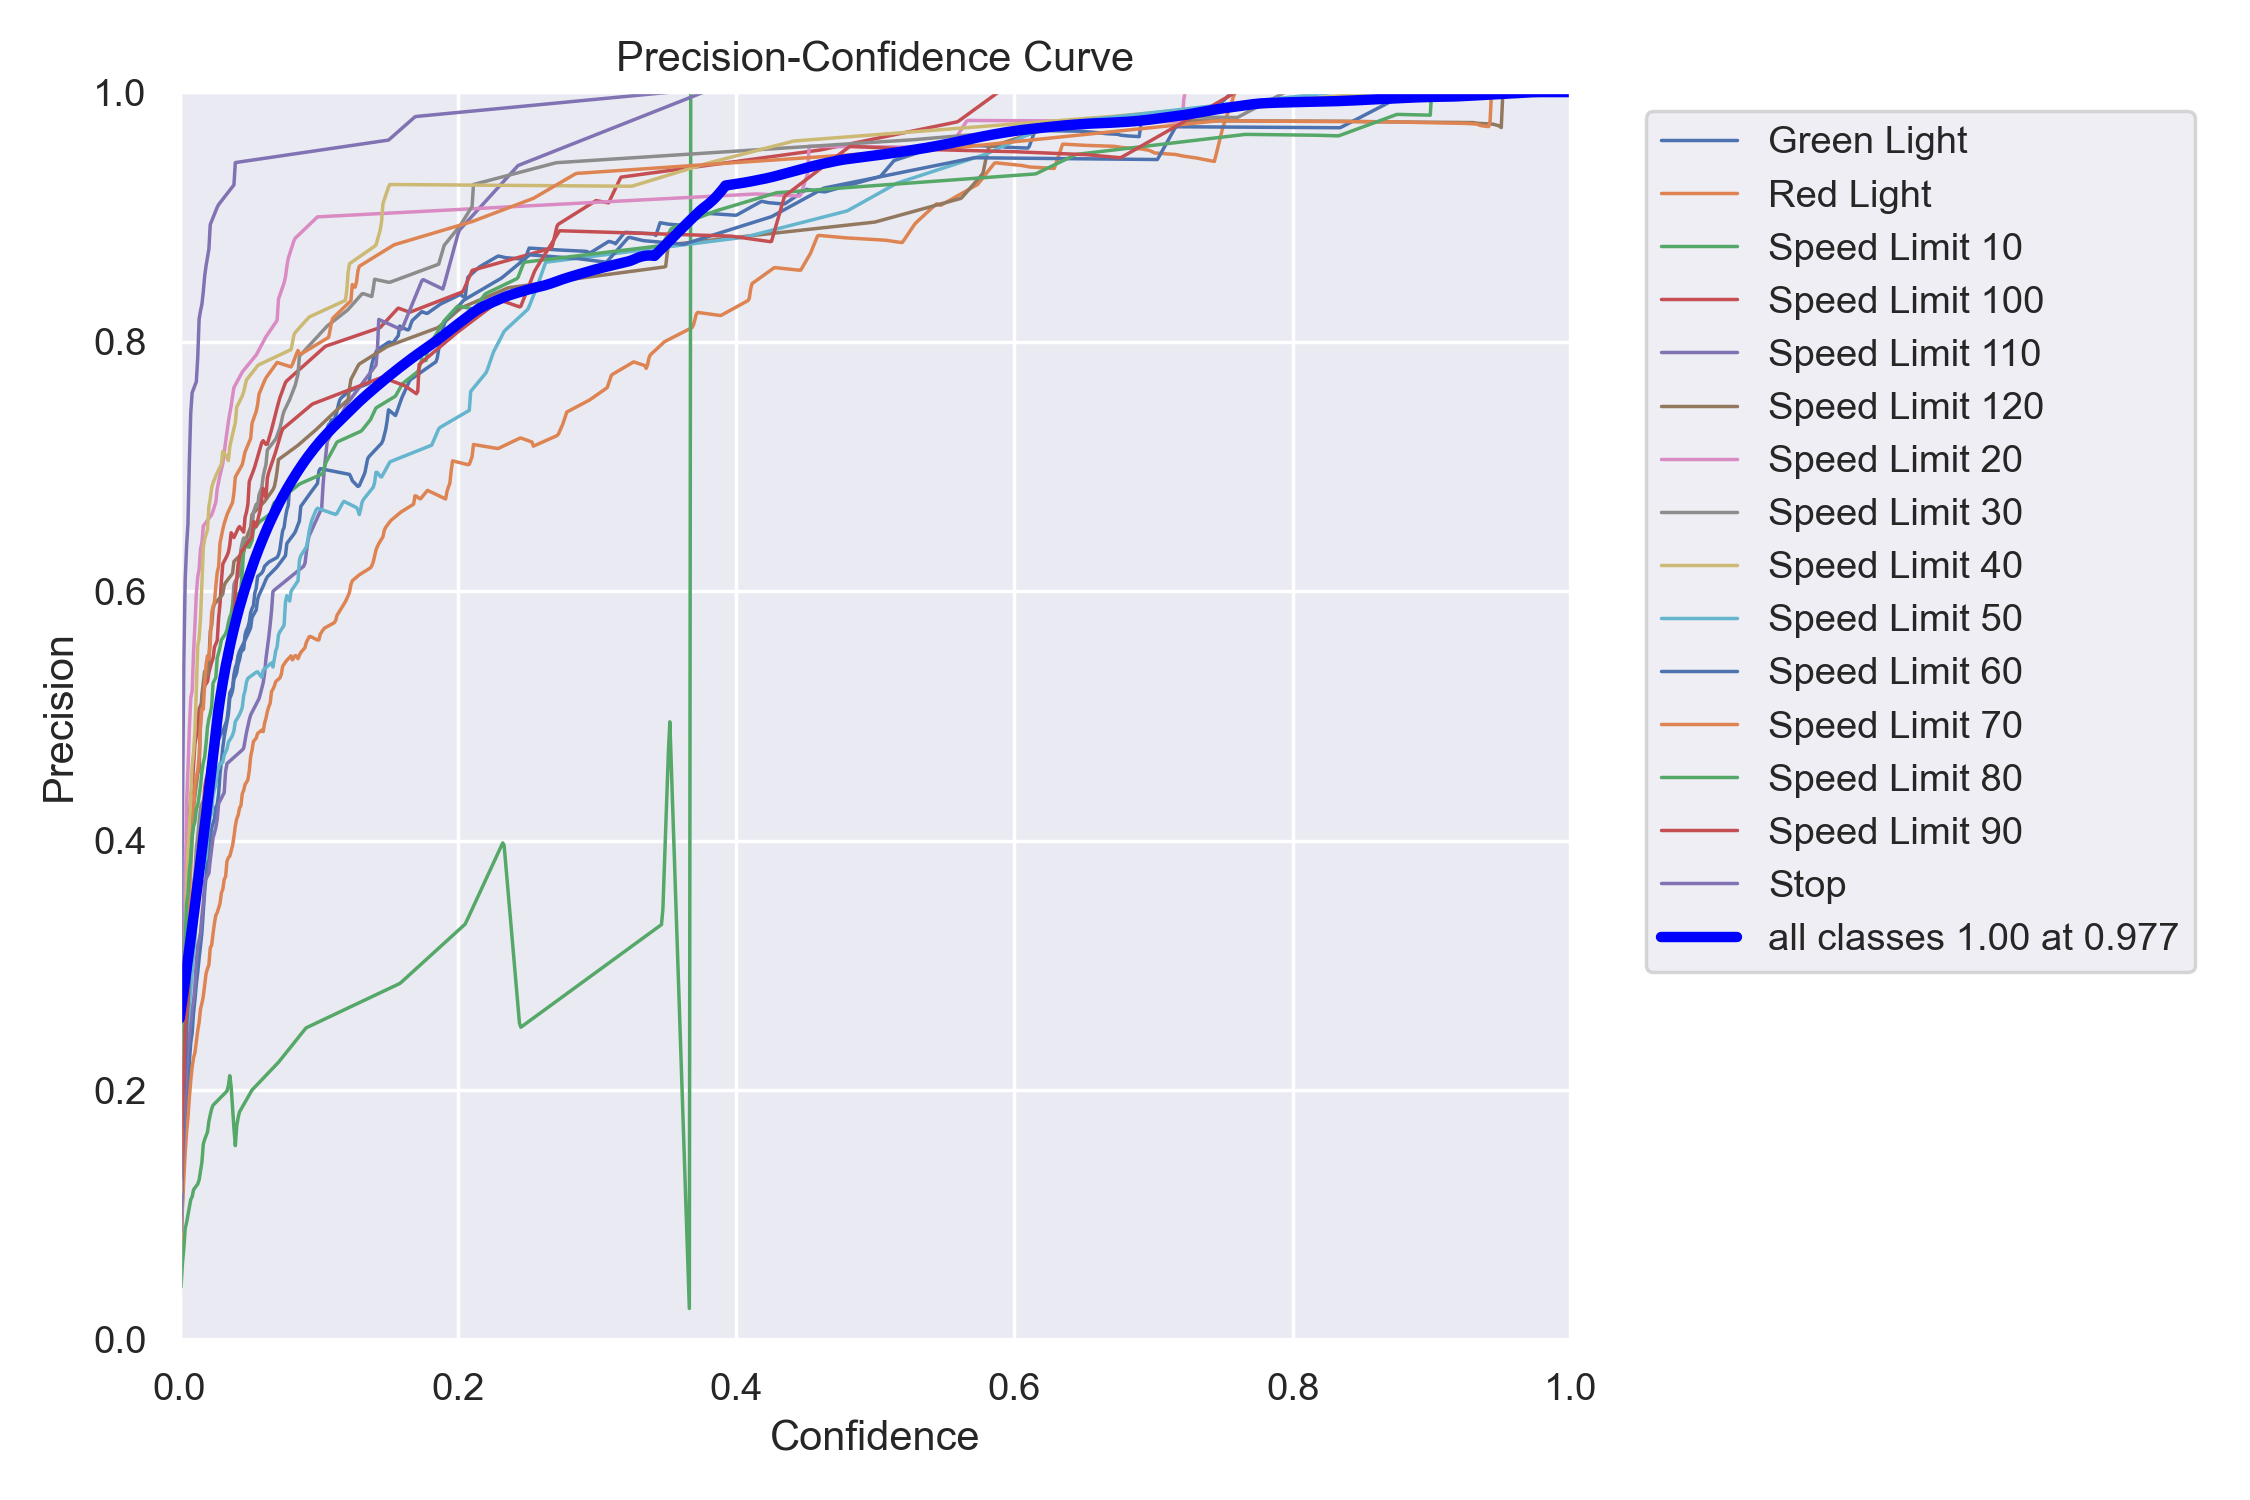 Precision-Confidence Curve
1.0
0.8
0.6
0.4
0.2
0.0
Precision
0.0 0.2 0.4 0.6 0.8 1.0
Confidence
Green Light
Red Light
Speed Limit 10
Speed Limit 100
Speed Limit 110
Speed Limit 120
Speed Limit 20
Speed Limit 30
Speed Limit 40
Speed Limit 50
Speed Limit 60
Speed Limit 70
Speed Limit 80
Speed Limit 90
Stop
all classes 1.00 at 0.977